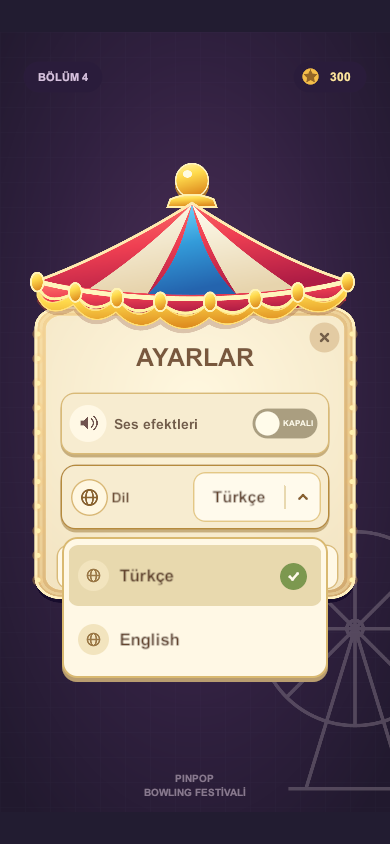 BÖLÜM 4
300
AYARLAR
Ses efektleri
KAPALI
Dil
Türkçe
Türkçe
English
PINPOP
BOWLING FESTİVALİ